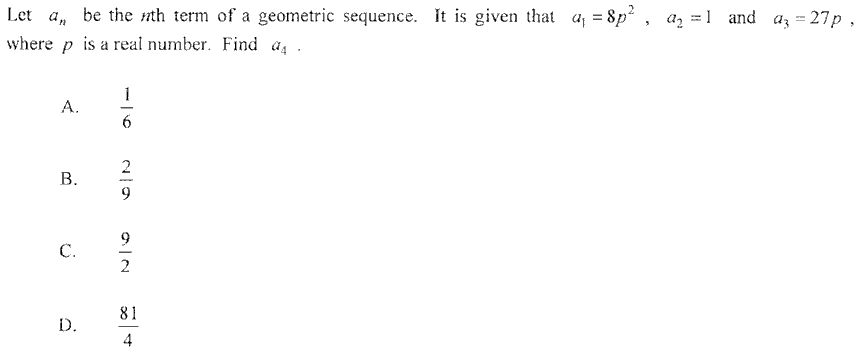 Let a_n be the nth term of a geometric sequence. It is given that a_1 = 8p^2 , a_2 = 1 and a_3 = 27p ,
where p is a real number. Find a_4 .
A. 1/6
B. 2/9
C. 9/2
D. 81/4